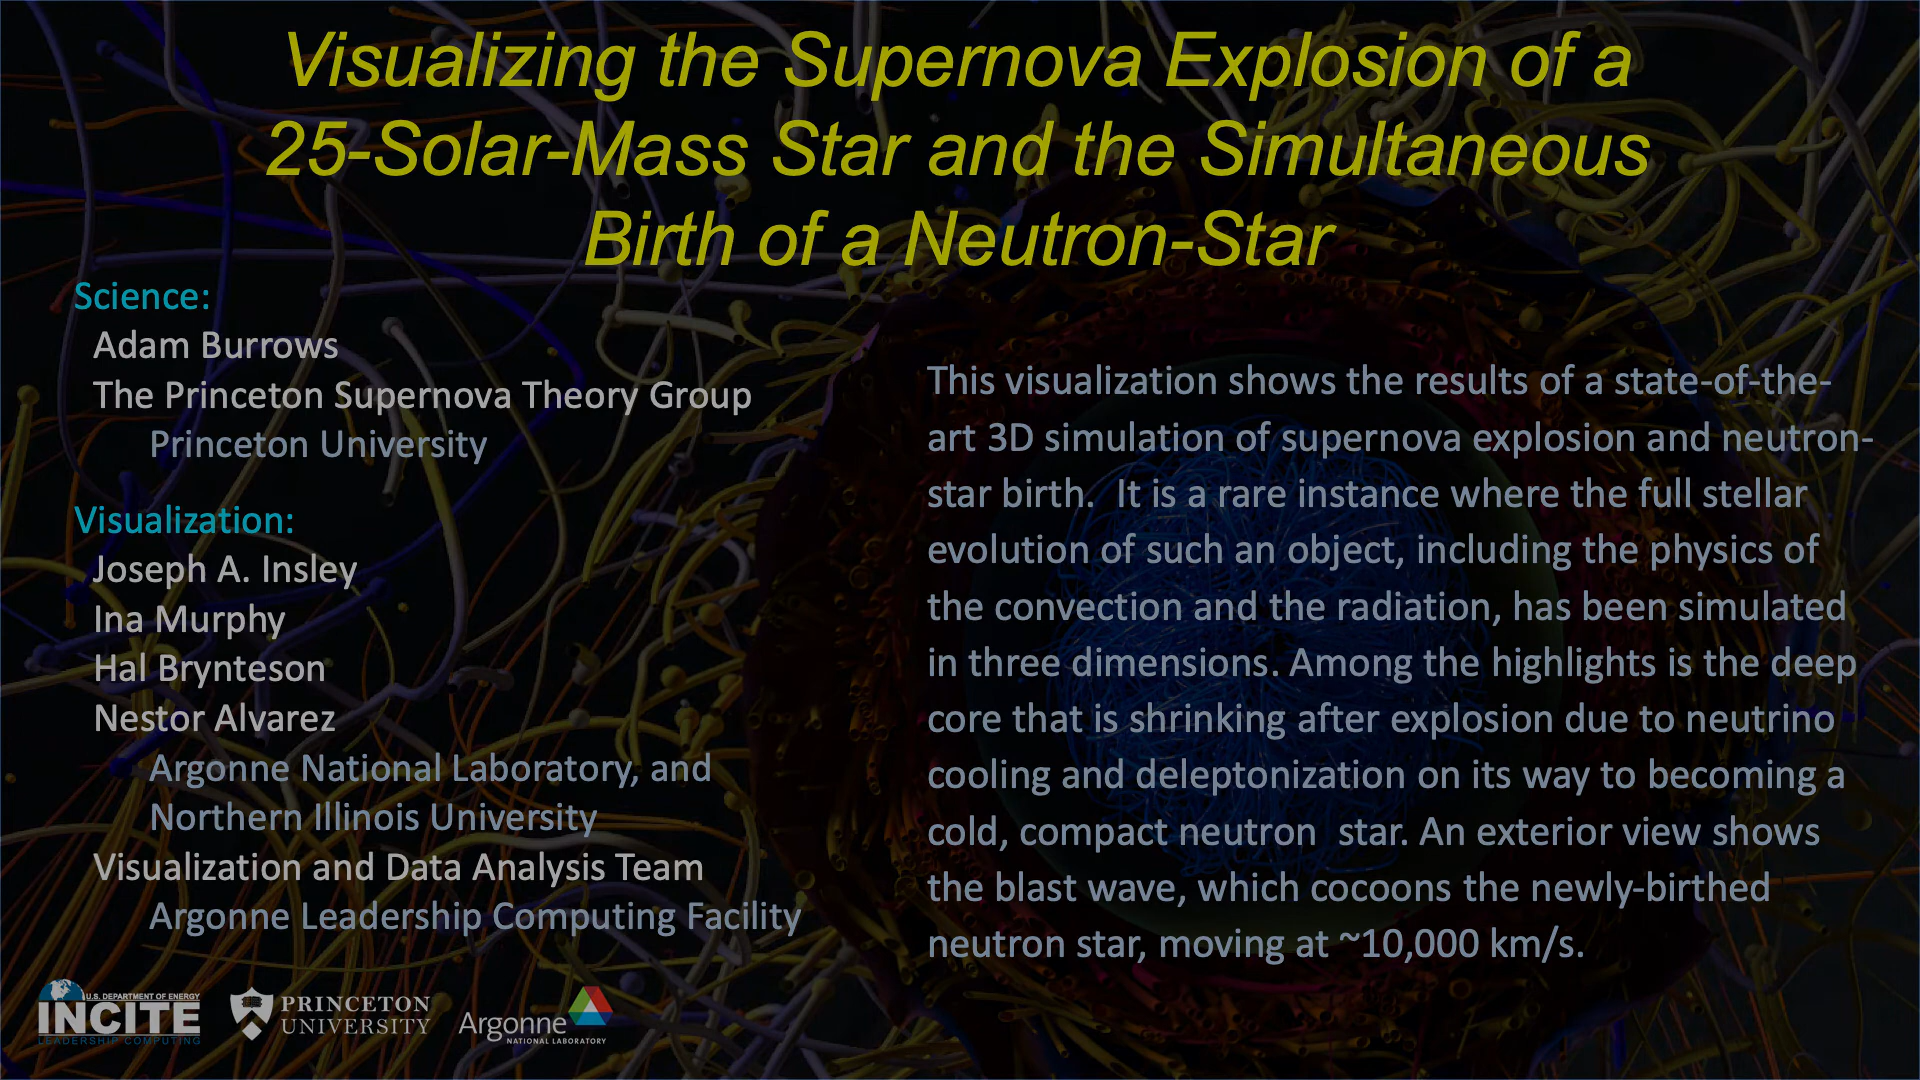 Visualizing the Supernova Explosion of a
25-Solar-Mass Star and the Simultaneous
Birth of a Neutron-Star
Science:
Adam Burrows
The Princeton Supernova Theory Group
Princeton University
Visualization:
Joseph A. Insley
Ina Murphy
Hal Brynteson
Nestor Alvarez
Argonne National Laboratory, and
Northern Illinois University
Visualization and Data Analysis Team
Argonne Leadership Computing Facility
This visualization shows the results of a state-of-the-
art 3D simulation of supernova explosion and neutron-
star birth.  It is a rare instance where the full stellar
evolution of such an object, including the physics of
the convection and the radiation, has been simulated
in three dimensions. Among the highlights is the deep
core that is shrinking after explosion due to neutrino
cooling and deleptonization on its way to becoming a
cold, compact neutron  star. An exterior view shows
the blast wave, which cocoons the newly-birthed
neutron star, moving at ~10,000 km/s.
U.S. DEPARTMENT OF ENERGY
INCITE
LEADERSHIP COMPUTING
PRINCETON
UNIVERSITY
Argonne
NATIONAL LABORATORY